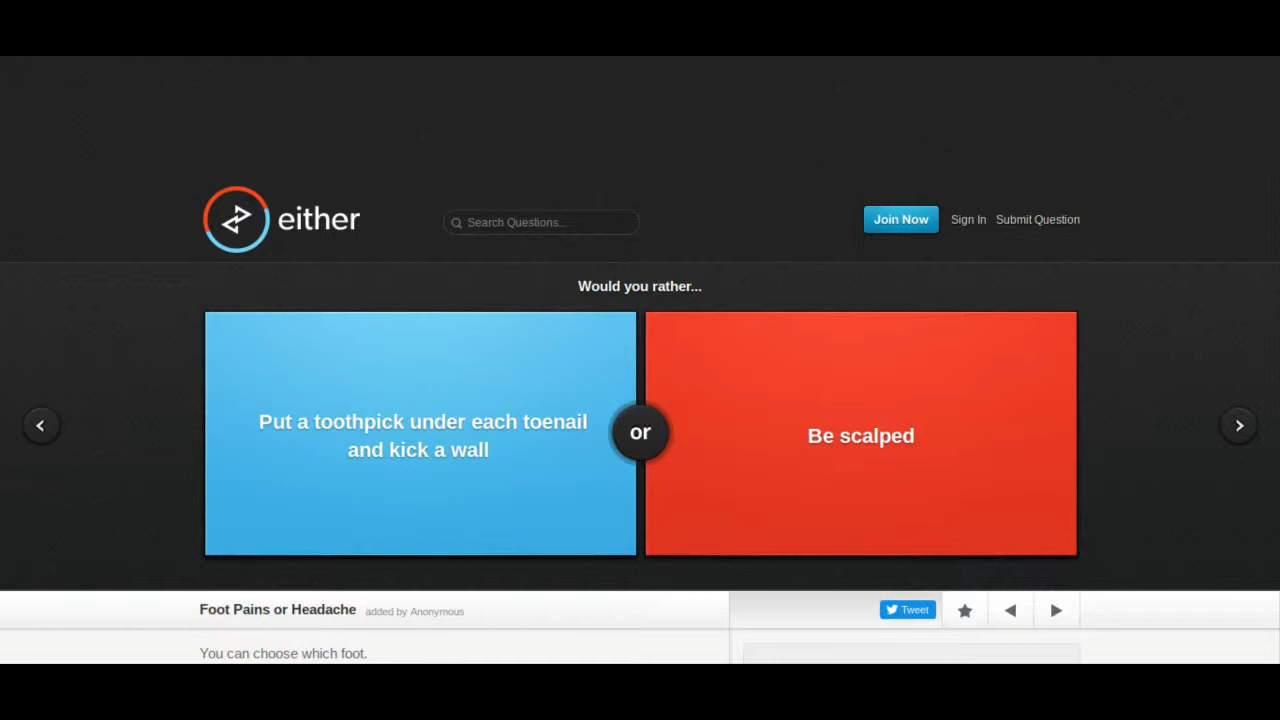 either
Search Questions...
Join Now
Sign In
Submit Question
Would you rather...
Put a toothpick under each toenail
and kick a wall
or
Be scalped
Foot Pains or Headache added by Anonymous
Tweet
You can choose which foot.